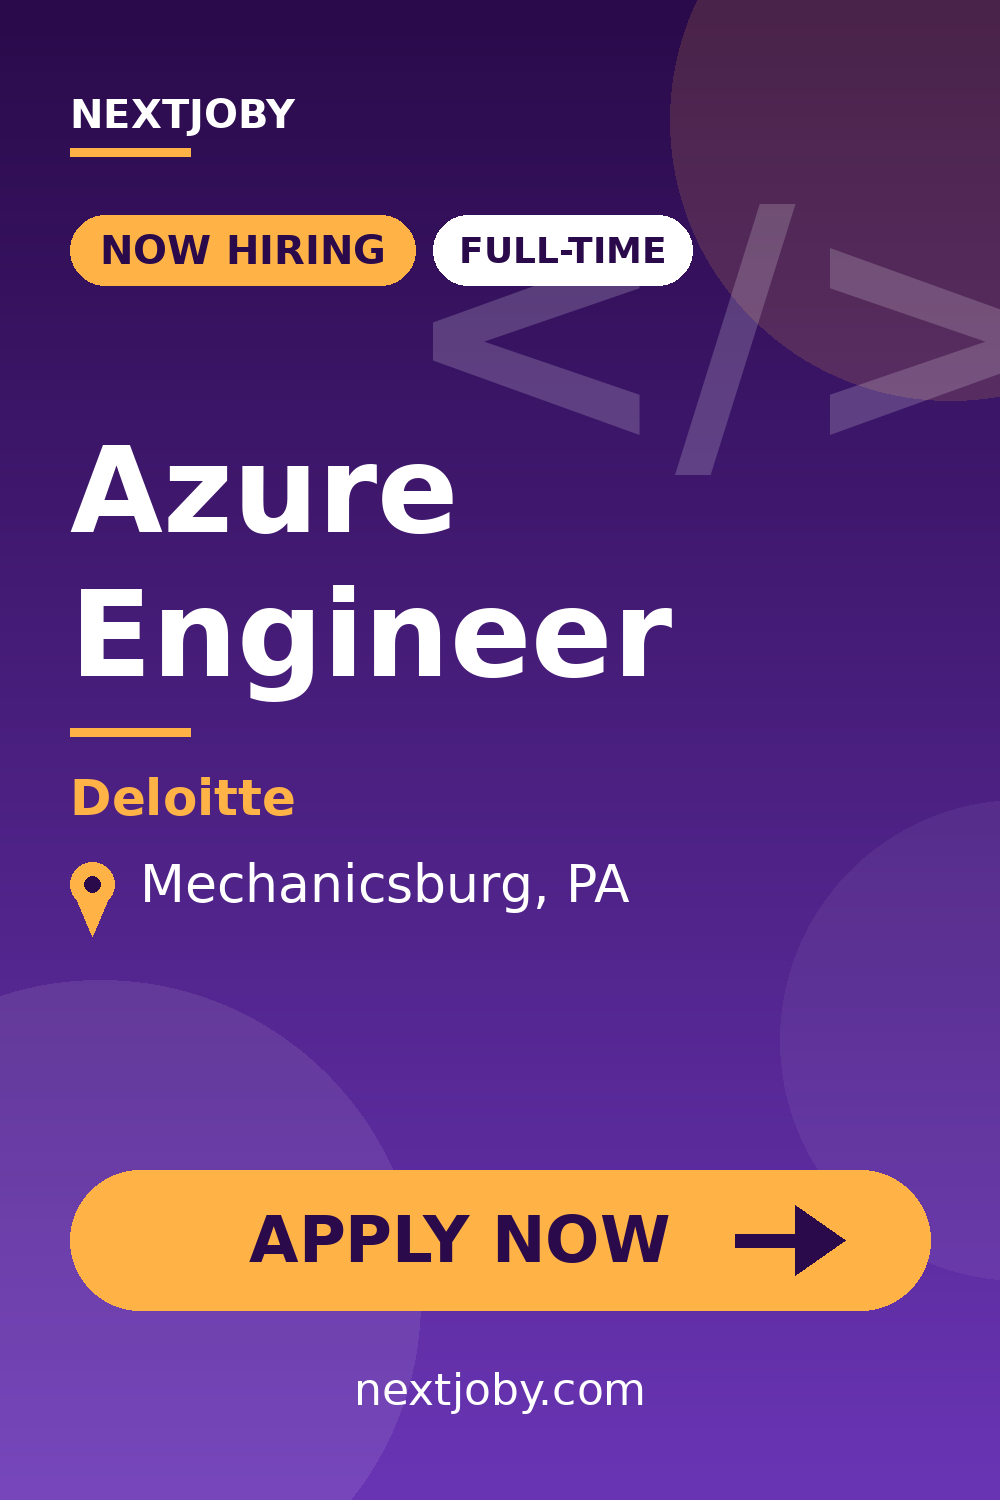 NEXTJOBY
NOW HIRING
FULL-TIME
</>
Azure
Engineer
Deloitte
Mechanicsburg, PA
APPLY NOW
nextjoby.com